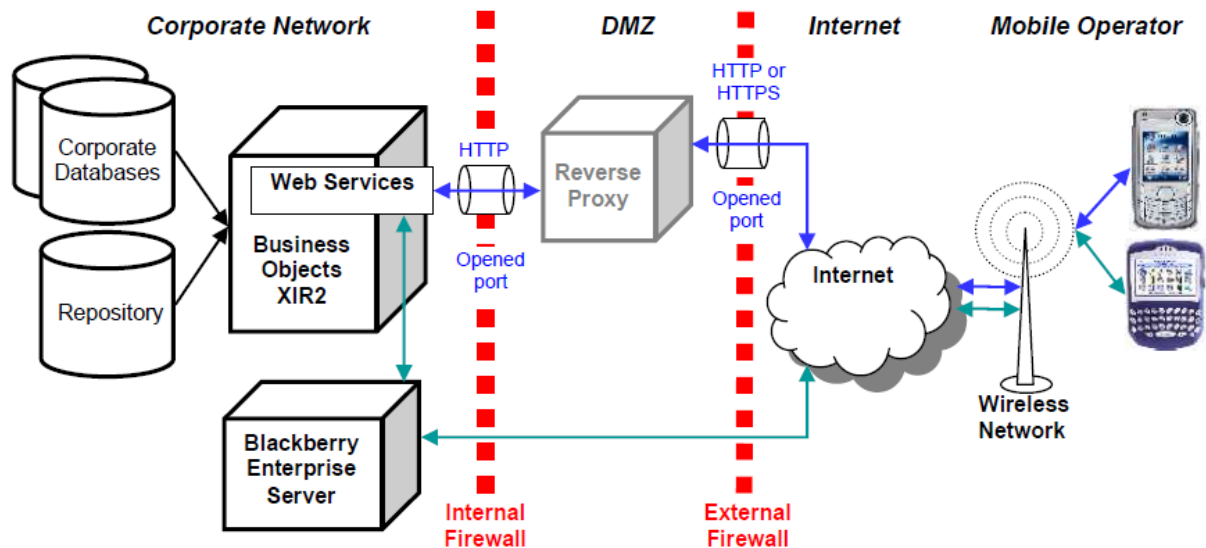 Corporate Network
DMZ
Internet
Mobile Operator
Corporate
Databases
Repository
Web Services
Business
Objects
XIR2
HTTP
Opened
port
Reverse
Proxy
HTTP or
HTTPS
Opened
port
Internet
Wireless
Network
Blackberry
Enterprise
Server
Internal
Firewall
External
Firewall